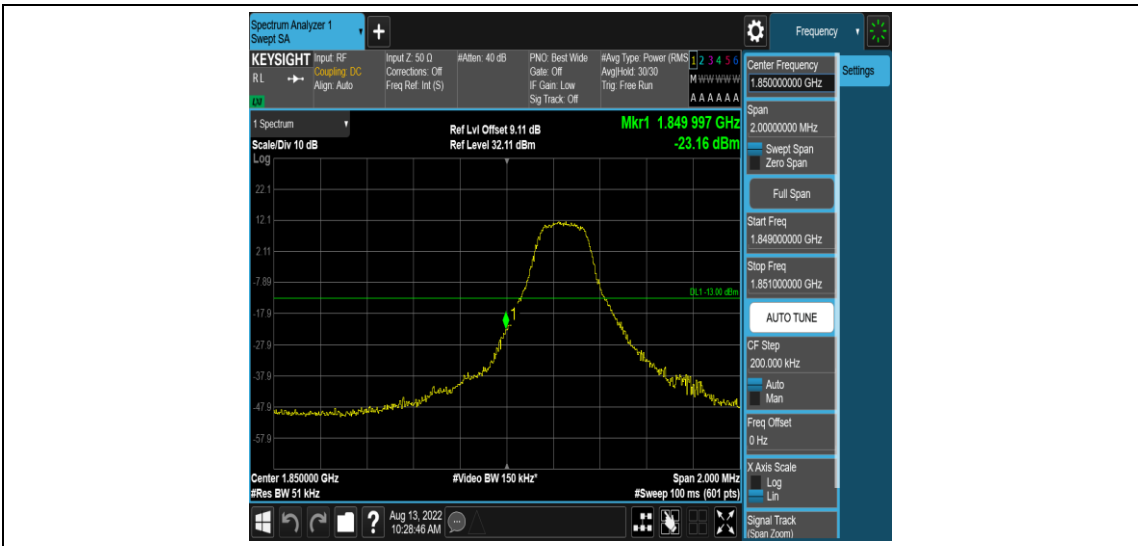 Spectrum Analyzer 1
Swept SA
+
Frequency
KEYSIGHT
RL
Input: RF
Coupling: DC
Align: Auto
Input Z: 50 Ω
Corrections: Off
Freq Ref: Int (S)
#Atten: 40 dB
PNO: Best Wide
Gate: Off
IF Gain: Low
Sig Track: Off
#Avg Type: Power (RMS
Avg|Hold: 30/30
Trig: Free Run
1 2 3 4 5 6
M W W W W W
A A A A A A
Center Frequency
1.850000000 GHz
Settings
Span
2.00000000 MHz
Swept Span
Zero Span
Full Span
Start Freq
1.849000000 GHz
Stop Freq
1.851000000 GHz
AUTO TUNE
CF Step
200.000 kHz
Auto
Man
Freq Offset
0 Hz
X Axis Scale
Log
Lin
Signal Track
(Span Zoom)
1 Spectrum
Scale/Div 10 dB
Ref Lvl Offset 9.11 dB
Ref Level 32.11 dBm
Mkr1 1.849 997 GHz
-23.16 dBm
Log
22.1
12.1
2.11
-7.89
DL1 -13.00 dBm
-17.9
1
-27.9
-37.9
-47.9
-57.9
Center 1.850000 GHz
#Video BW 150 kHz*
Span 2.000 MHz
#Res BW 51 kHz
#Sweep 100 ms (601 pts)
?
Aug 13, 2022
10:28:46 AM